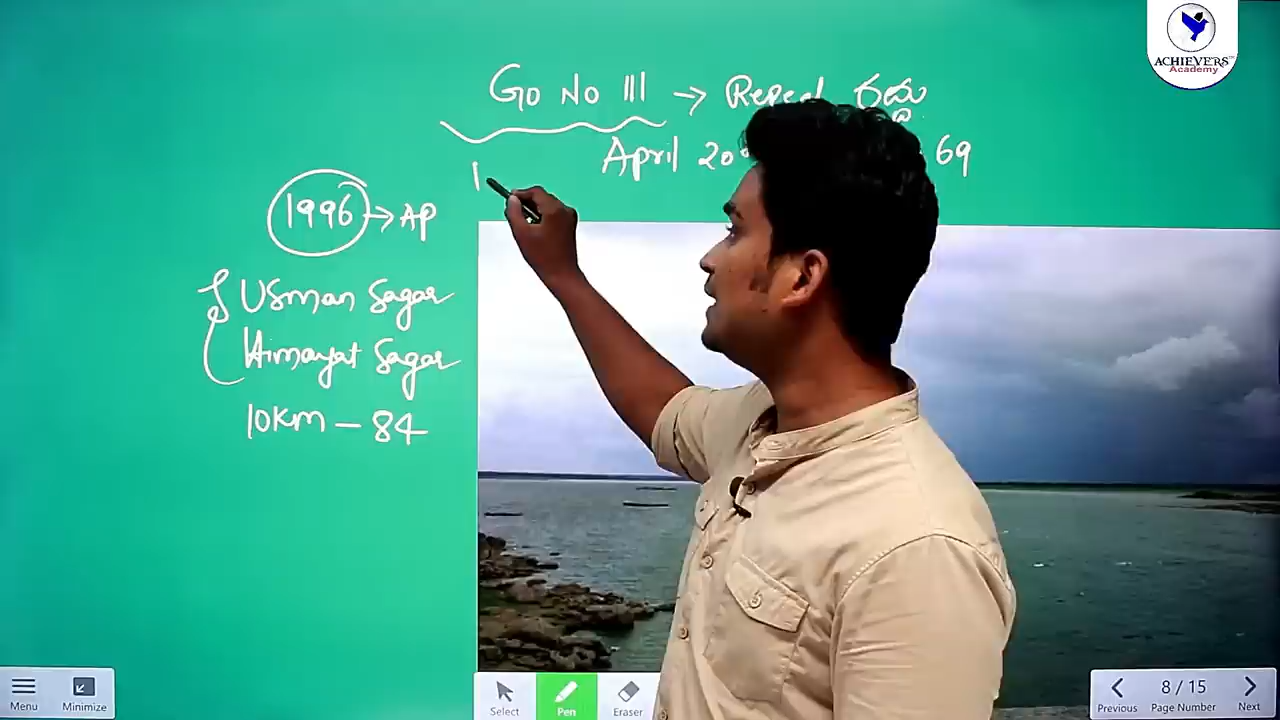 ACHIEVERS
Academy
GO NO 111 → Repeal రద్దు
April 20 69
1996 → AP
Usman Sagar
Himayat Sagar
10KM - 84
Menu
Minimize
Select
Pen
Eraser
Previous
8 / 15
Page Number
Next